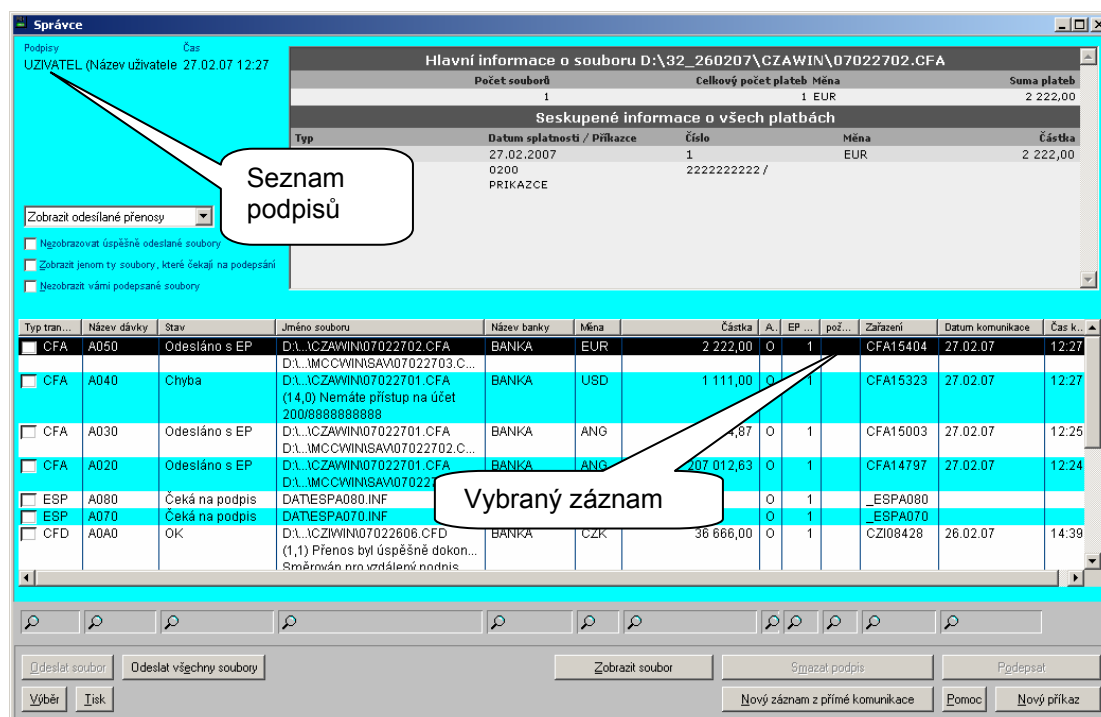 Správce
Podpisy Čas
UZIVATEL (Název uživatele 27.02.07 12:27
Hlavní informace o souboru D:\32_260207\CZAWIN\07022702.CFA
Počet souborů Celkový počet plateb Měna Suma plateb
1 1 EUR 2 222,00
Seskupené informace o všech platbách
Typ Datum splatnosti / Příkazce Číslo Měna Částka
27.02.2007 1 EUR 2 222,00
0200 2222222222 /
PRIKAZCE
Seznam
podpisů
Zobrazit odesílané přenosy
Nezobrazovat úspěšně odeslané soubory
Zobrazit jenom ty soubory, které čekají na podepsání
Nezobrazit vámi podepsané soubory
Typ tran... Název dávky Stav Jméno souboru Název banky Měna Částka A.. EP ... pož... Zařazení Datum komunikace Čas k..
CFA A050 Odesláno s EP D:\...\CZAWIN\07022702.CFA BANKA EUR 2 222,00 O 1 CFA15404 27.02.07 12:27
D:\...\MCCWIN\SAV\07022703.C...
CFA A040 Chyba D:\...\CZAWIN\07022701.CFA BANKA USD 1 111,00 O 1 CFA15323 27.02.07 12:27
(14,0) Nemáte přístup na účet
200/8888888888
CFA A030 Odesláno s EP D:\...\CZAWIN\07022701.CFA BANKA ANG 4,87 O 1 CFA15003 27.02.07 12:25
D:\...\MCCWIN\SAV\07022702.C...
CFA A020 Odesláno s EP D:\...\CZAWIN\07022701.CFA BANKA ANG 207 012,63 O 1 CFA14797 27.02.07 12:24
D:\...\MCCWIN\SAV\070227
Vybraný záznam
ESP A080 Čeká na podpis DAT\ESPA080.INF O 1 _ESPA080
ESP A070 Čeká na podpis DAT\ESPA070.INF O 1 _ESPA070
CFD A0A0 OK D:\...\CZIWIN\07022606.CFD BANKA CZK 36 666,00 O 1 CZI08428 26.02.07 14:39
(1,1) Přenos byl úspěšně dokon...
Směrován pro vzdálený podpis
Odeslat soubor Odeslat všechny soubory Zobrazit soubor Smazat podpis Podepsat
Výběr Tisk Nový záznam z přímé komunikace Pomoc Nový příkaz